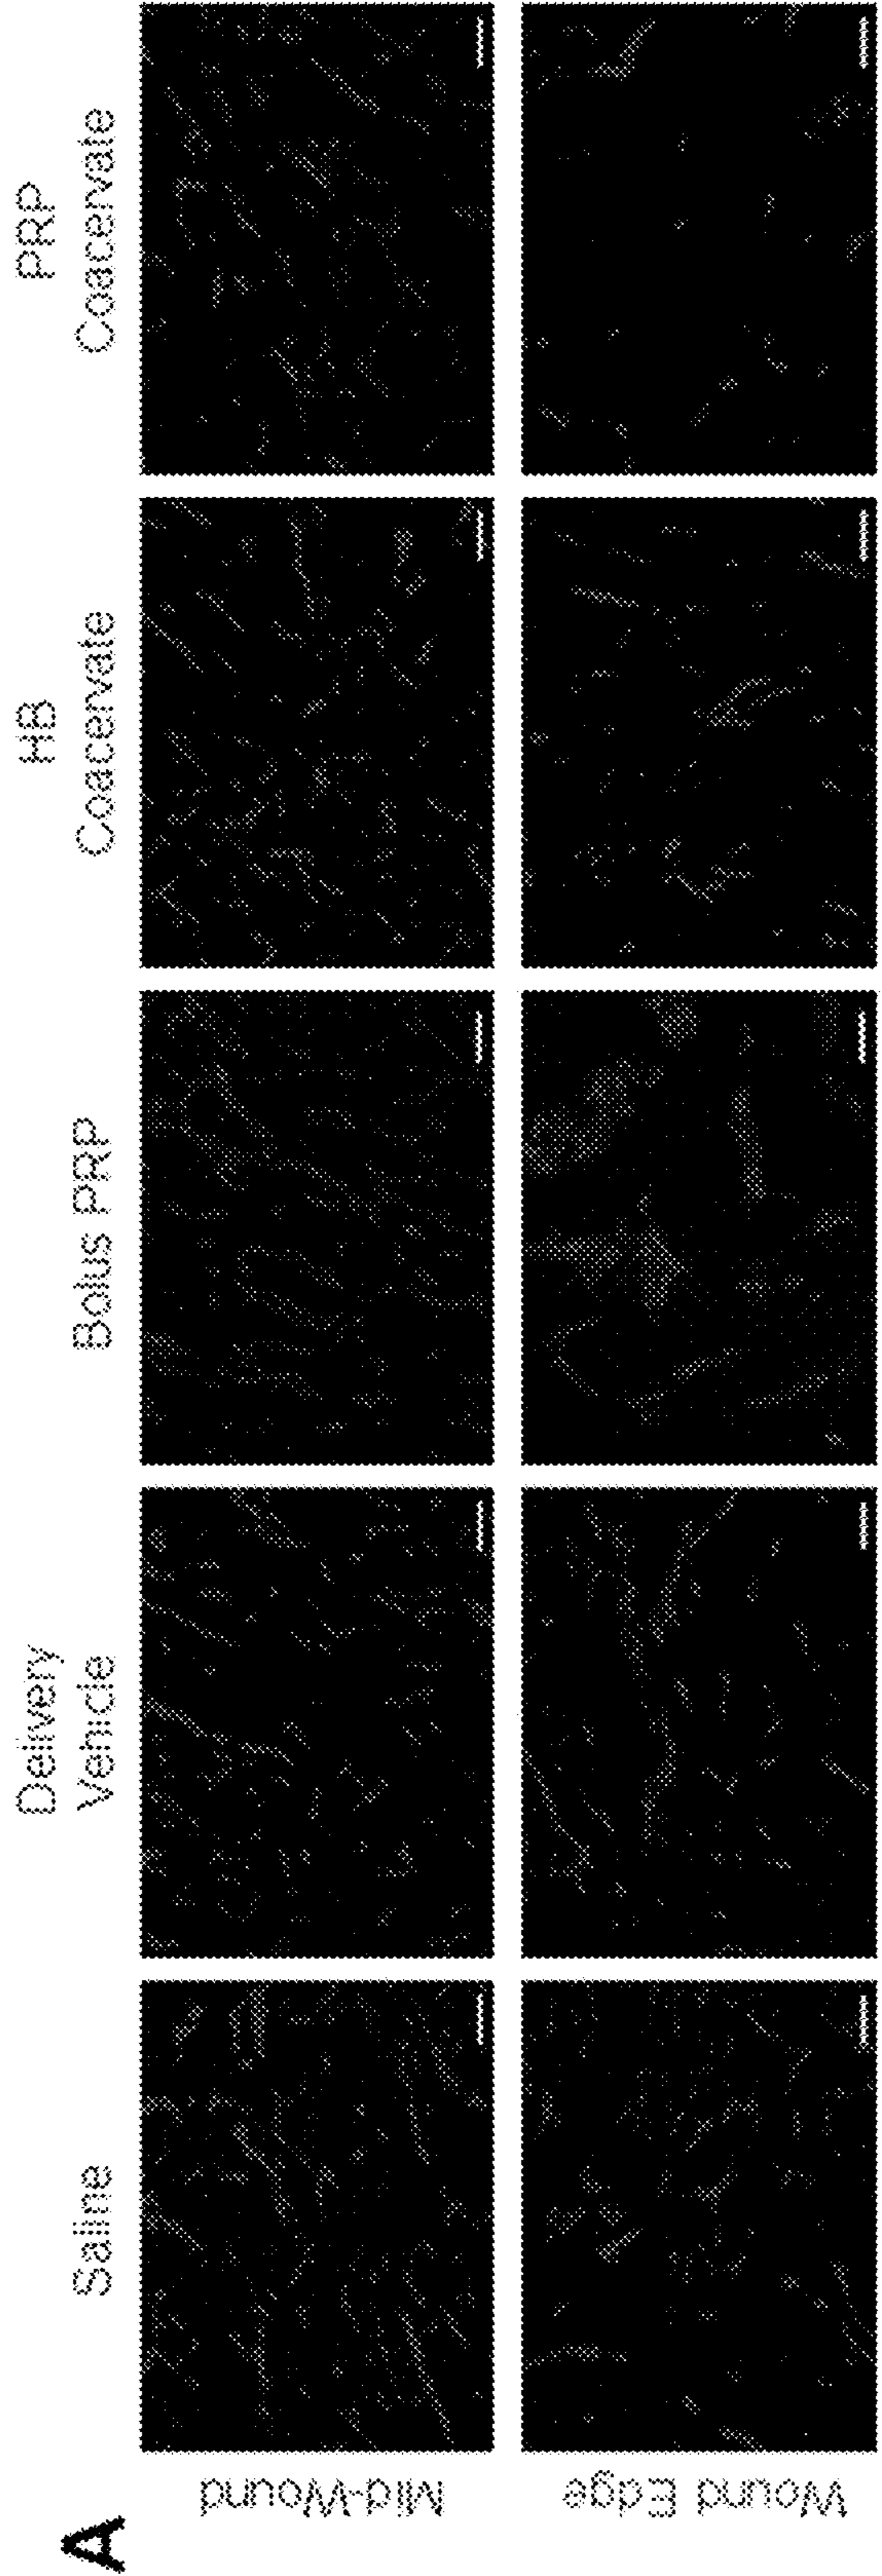 A
Saline
Delivery
Vehicle
Bolus PRP
HB
Coacervate
PRP
Coacervate
Mid-Wound
Wound Edge